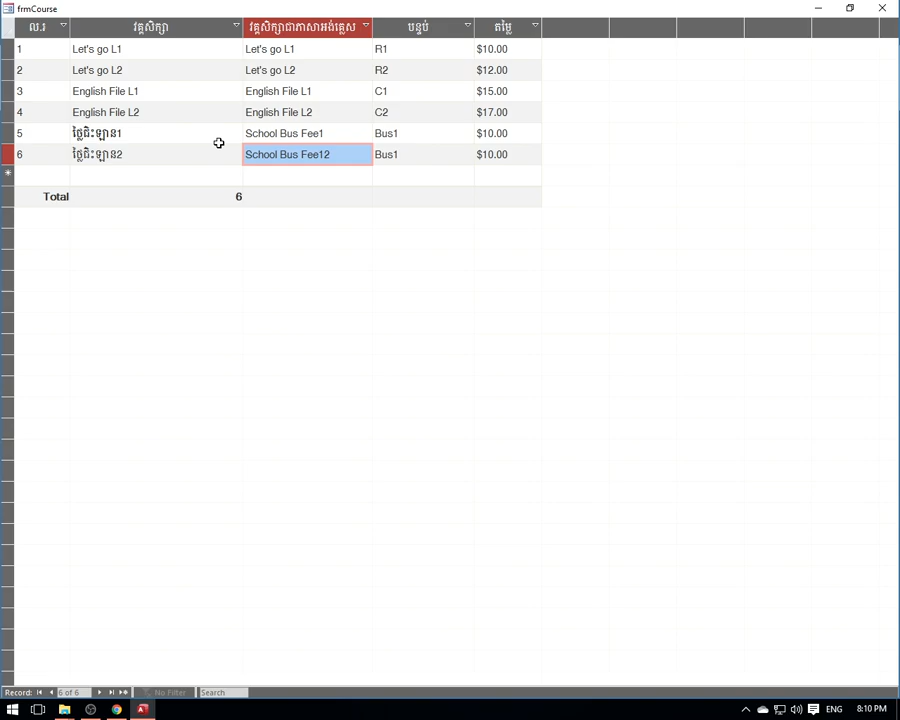 frmCourse
ល.រ វគ្គសិក្សា វគ្គសិក្សាជាភាសាអង់គ្លេស បន្ទប់ តម្លៃ
1 Let's go L1 Let's go L1 R1 $10.00
2 Let's go L2 Let's go L2 R2 $12.00
3 English File L1 English File L1 C1 $15.00
4 English File L2 English File L2 C2 $17.00
5 ថ្លៃជិះឡាន1 School Bus Fee1 Bus1 $10.00
6 ថ្លៃជិះឡាន2 School Bus Fee12 Bus1 $10.00
Total 6
Record: 6 of 6 No Filter Search
ENG 8:10 PM